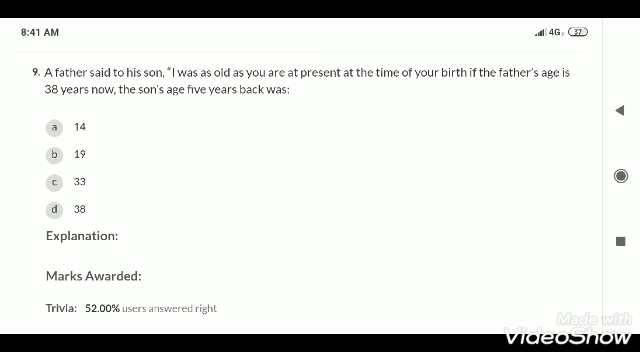 8:41 AM 4G 37
9. A father said to his son, "I was as old as you are at present at the time of your birth if the father's age is
38 years now, the son's age five years back was:
a 14
b 19
c 33
d 38
Explanation:
Marks Awarded:
Trivia: 52.00% users answered right
Made with
VideoShow